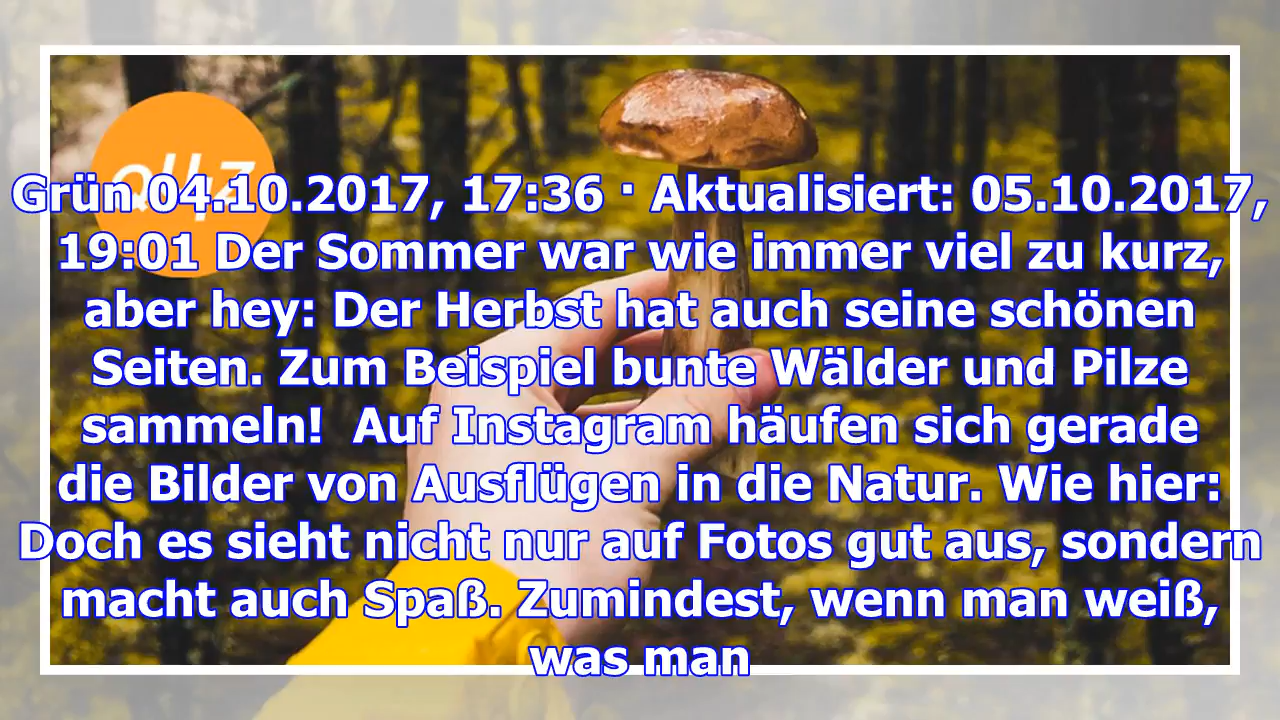 QUIZ
Grün 04.10.2017, 17:36 · Aktualisiert: 05.10.2017,
19:01 Der Sommer war wie immer viel zu kurz,
aber hey: Der Herbst hat auch seine schönen
Seiten. Zum Beispiel bunte Wälder und Pilze
sammeln!  Auf Instagram häufen sich gerade
die Bilder von Ausflügen in die Natur. Wie hier:
Doch es sieht nicht nur auf Fotos gut aus, sondern
macht auch Spaß. Zumindest, wenn man weiß,
was man